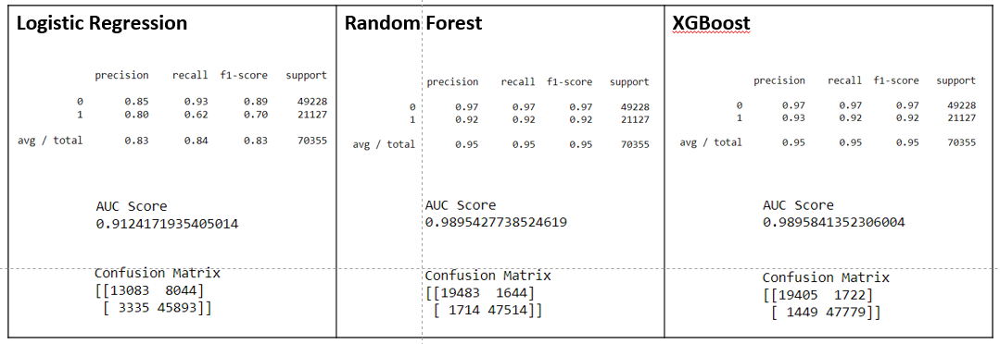 Logistic Regression
precision recall f1-score support
0 0.85 0.93 0.89 49228
1 0.80 0.62 0.70 21127
avg / total 0.83 0.84 0.83 70355
AUC Score
0.9124171935405014
Confusion Matrix
[[13083 8044]
[ 3335 45893]]
Random Forest
precision recall f1-score support
0 0.97 0.97 0.97 49228
1 0.92 0.92 0.92 21127
avg / total 0.95 0.95 0.95 70355
AUC Score
0.9895427738524619
Confusion Matrix
[[19483 1644]
[ 1714 47514]]
XGBoost
precision recall f1-score support
0 0.97 0.97 0.97 49228
1 0.93 0.92 0.92 21127
avg / total 0.95 0.95 0.95 70355
AUC Score
0.9895841352306004
Confusion Matrix
[[19405 1722]
[ 1449 47779]]